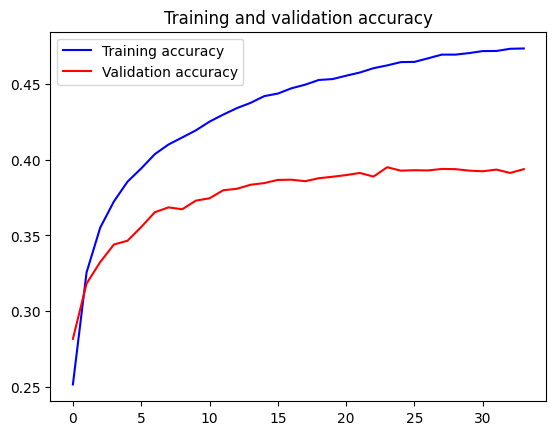 Training and validation accuracy
Training accuracy
Validation accuracy
0.45
0.40
0.35
0.30
0.25
0 5 10 15 20 25 30